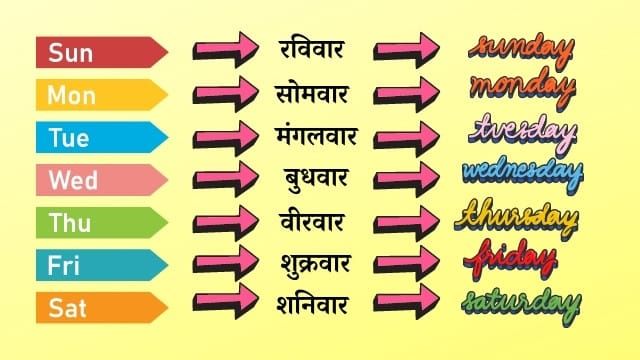 Sun रविवार sunday
Mon सोमवार monday
Tue मंगलवार tuesday
Wed बुधवार wednesday
Thu वीरवार thursday
Fri शुक्रवार friday
Sat शनिवार saturday